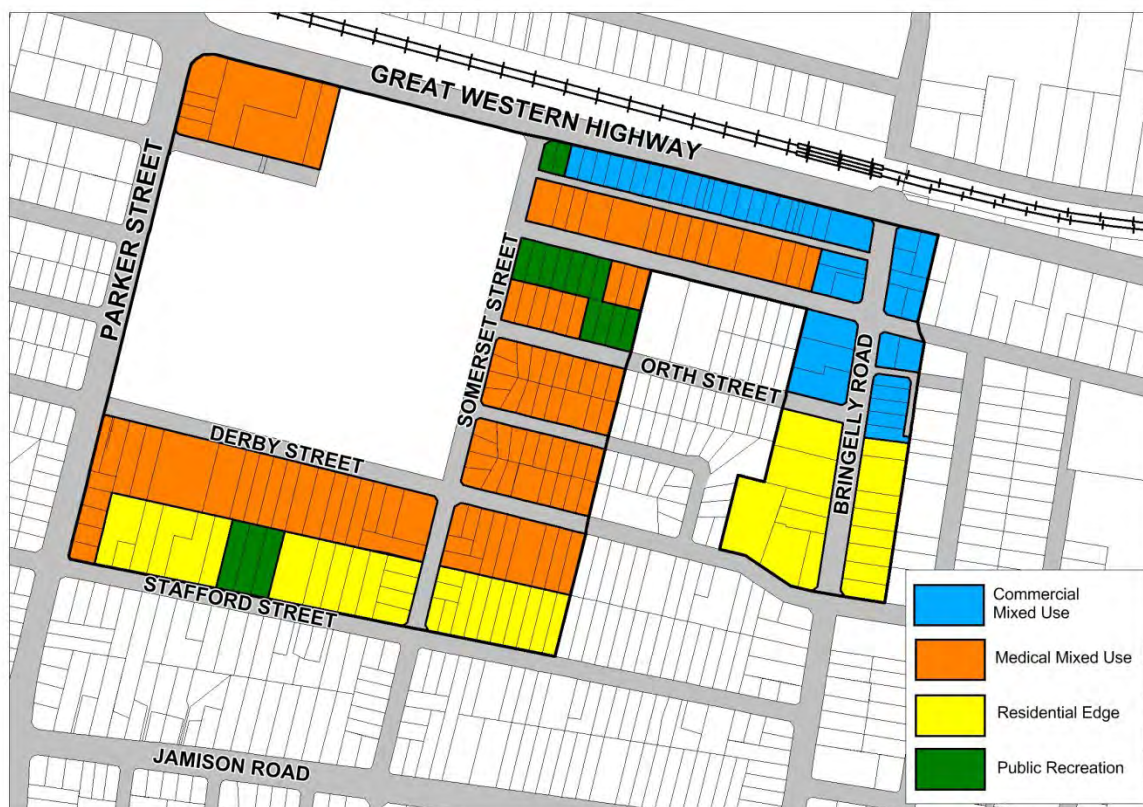 GREAT WESTERN HIGHWAY
PARKER STREET
SOMERSET STREET
ORTH STREET
BRINGELLY ROAD
DERBY STREET
STAFFORD STREET
JAMISON ROAD
Commercial
Mixed Use
Medical Mixed Use
Residential Edge
Public Recreation